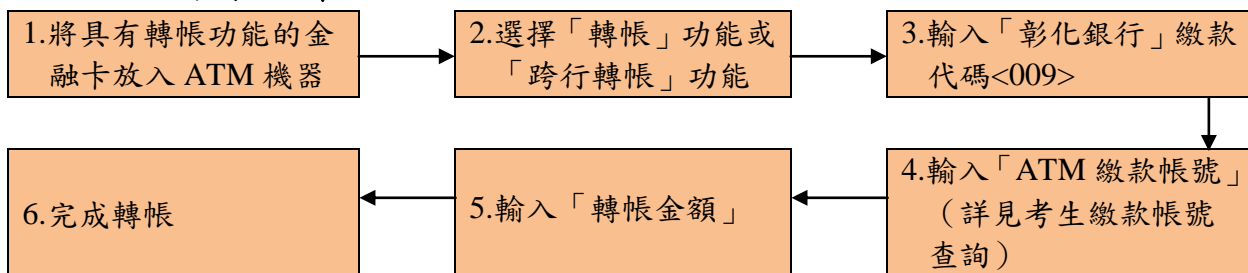 1.將具有轉帳功能的金
融卡放入 ATM 機器
2.選擇「轉帳」功能或
「跨行轉帳」功能
3.輸入「彰化銀行」繳款
代碼<009>
4.輸入「ATM 繳款帳號」
（詳見考生繳款帳號
查詢）
5.輸入「轉帳金額」
6.完成轉帳